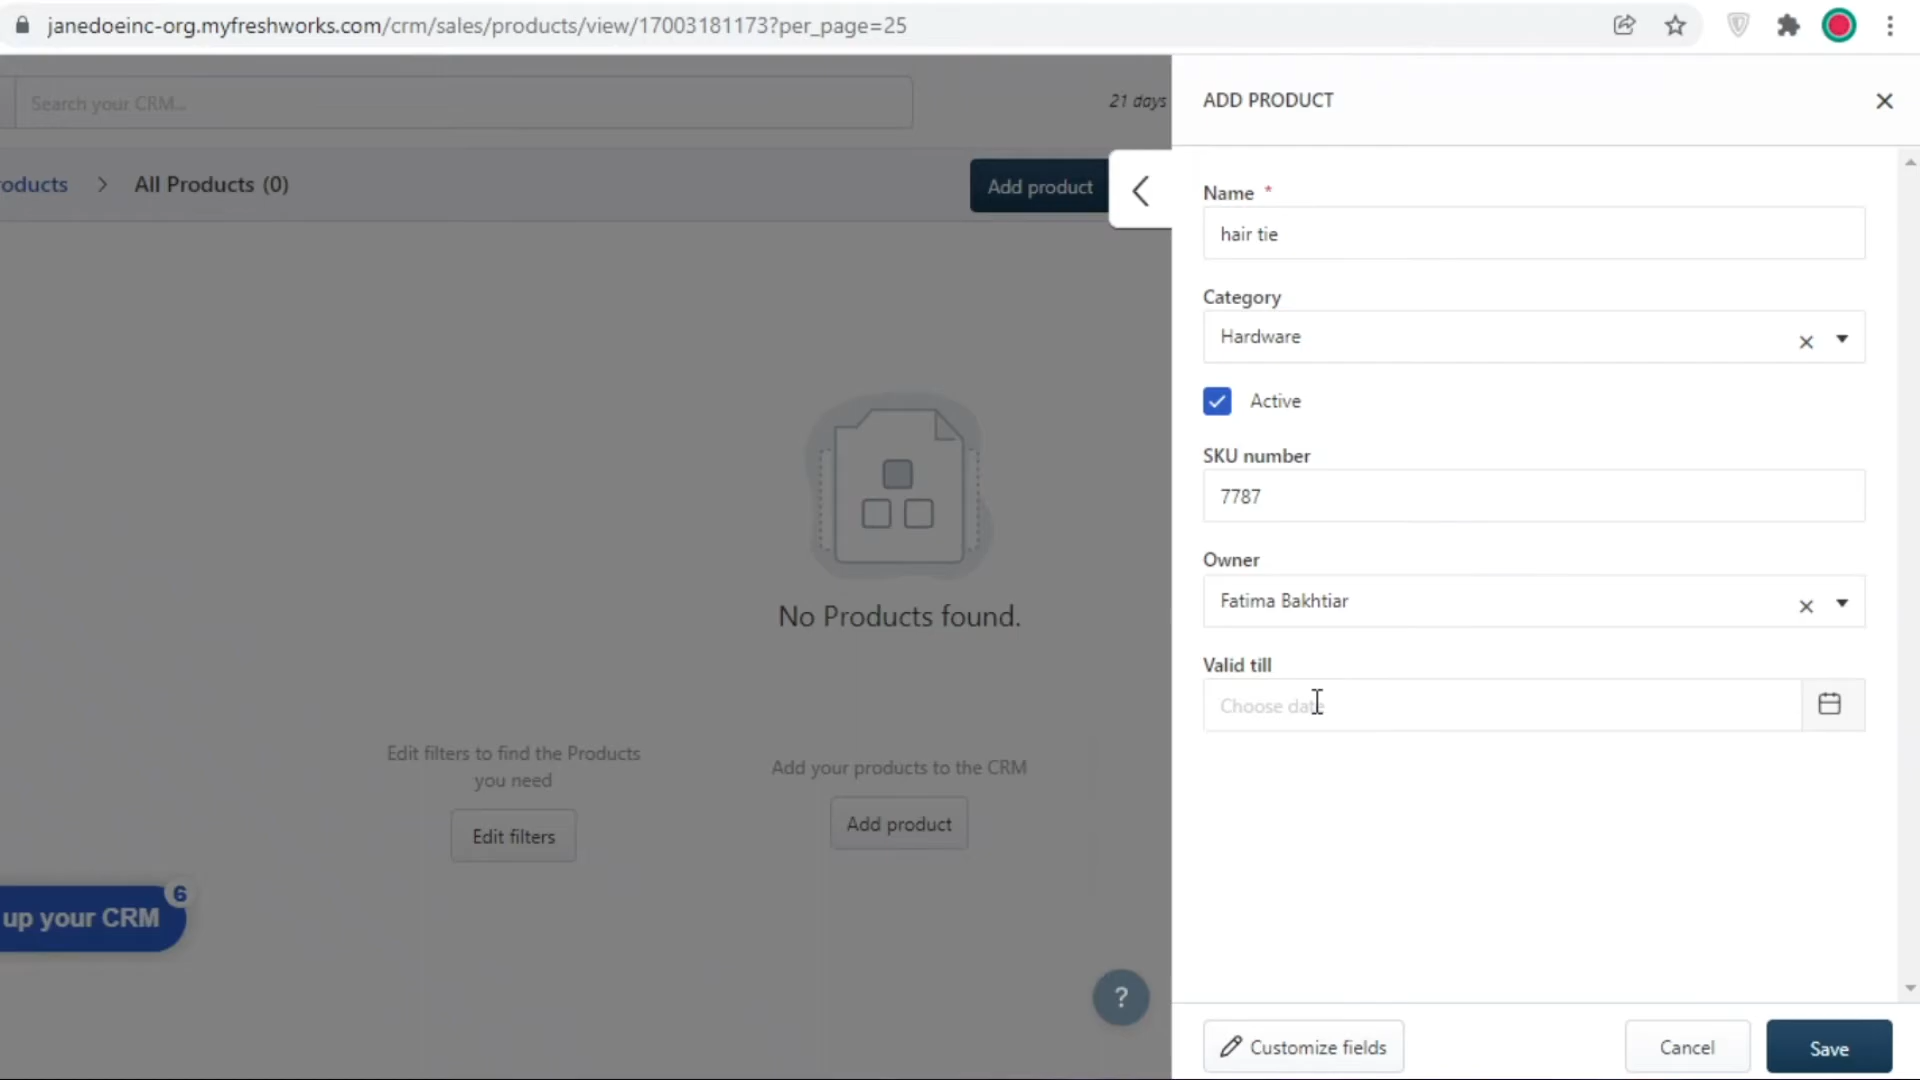 janedoeinc-org.myfreshworks.com/crm/sales/products/view/17003181173?per_page=25
Search your CRM...
21 days
oducts > All Products (0)
Add product
No Products found.
Edit filters to find the Products
you need
Edit filters
Add your products to the CRM
Add product
up your CRM
6
?
ADD PRODUCT
Name *
hair tie
Category
Hardware
Active
SKU number
7787
Owner
Fatima Bakhtiar
Valid till
Choose date
Customize fields
Cancel
Save